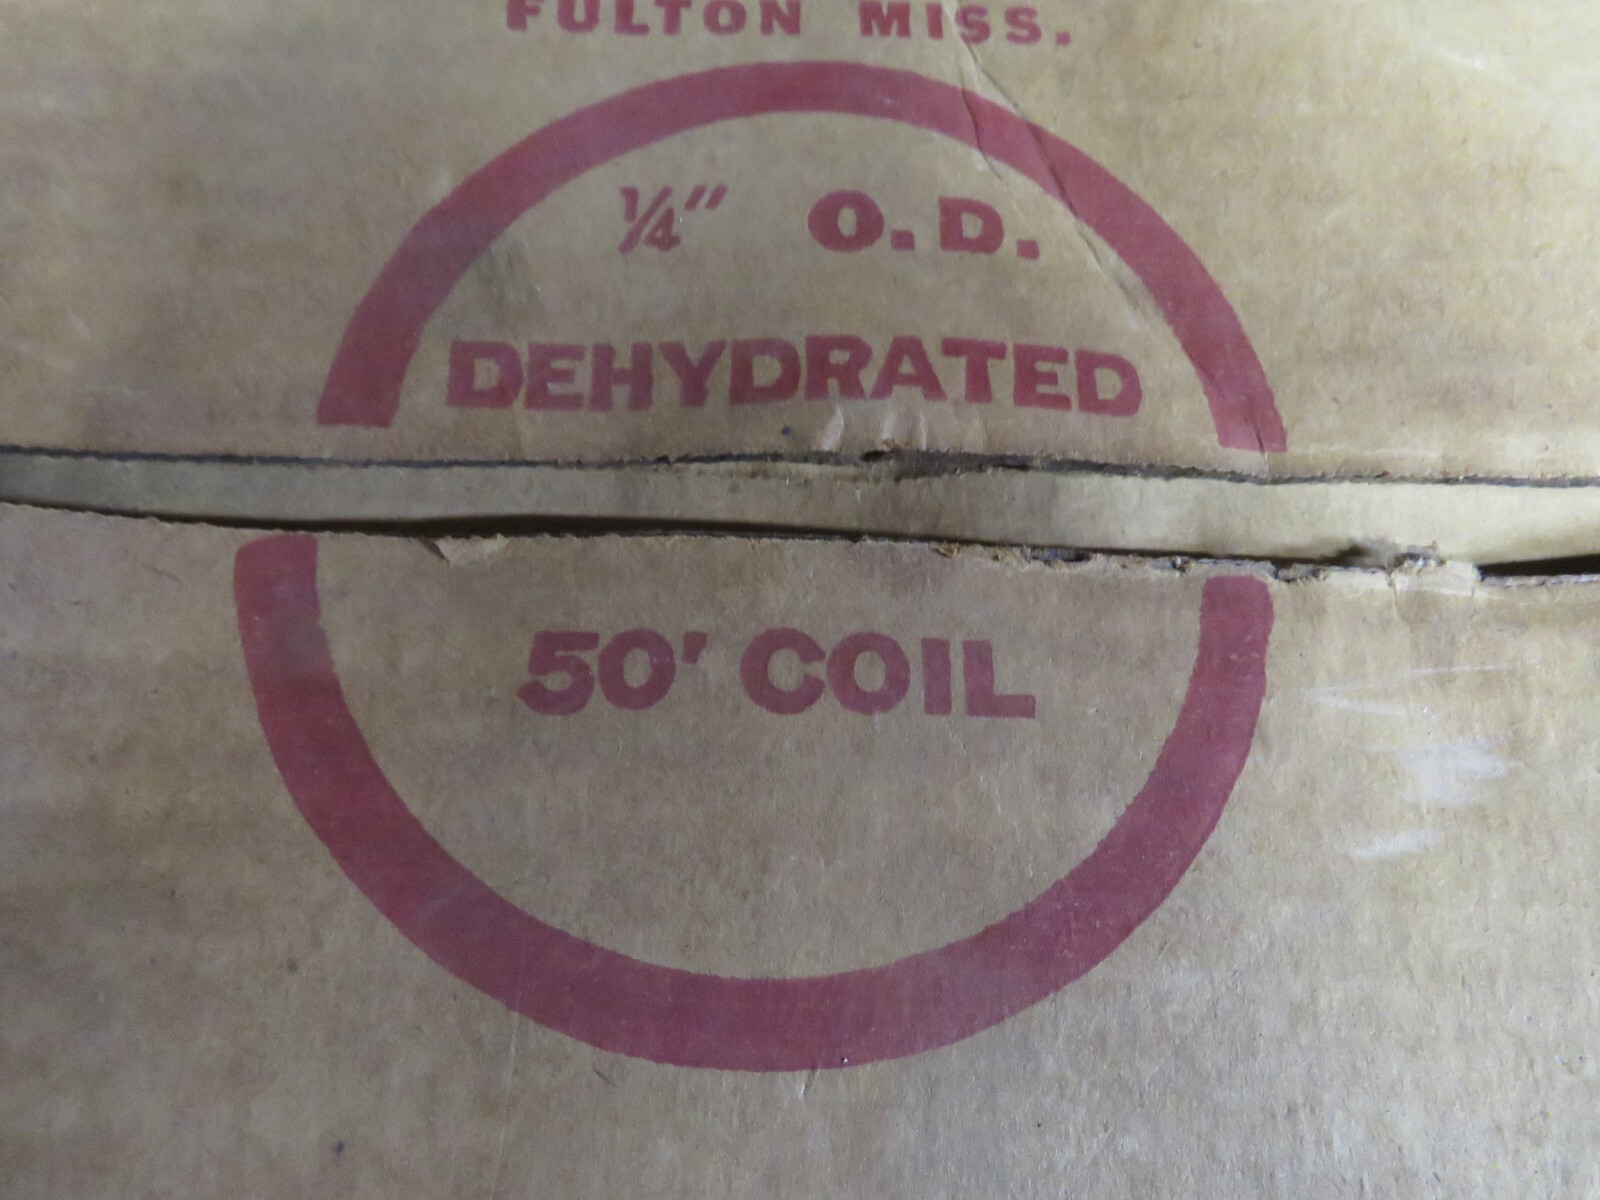 FULTON MISS.
¼" O.D.
DEHYDRATED
50' COIL